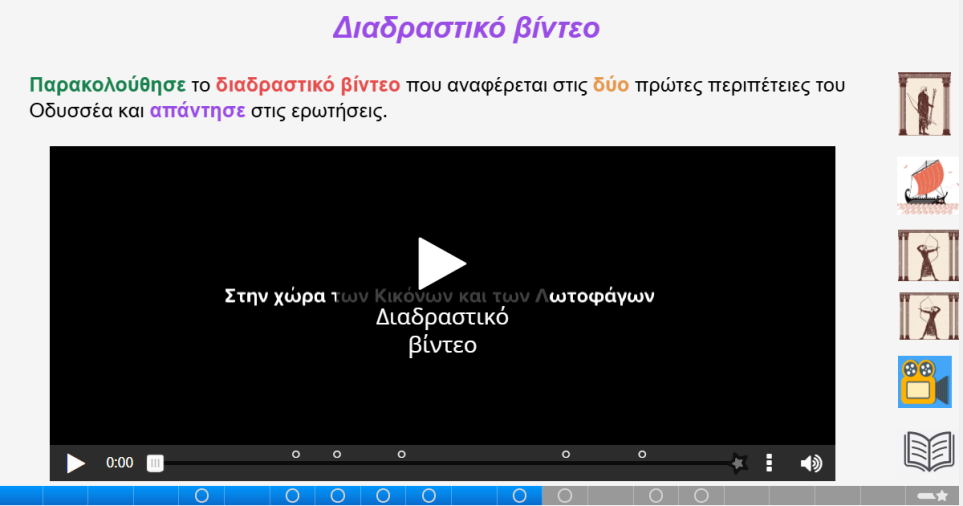 Διαδραστικό βίντεο
Παρακολούθησε το διαδραστικό βίντεο που αναφέρεται στις δύο πρώτες περιπέτειες του
Οδυσσέα και απάντησε στις ερωτήσεις.
Στην χώρα των Κικόνων και των Λωτοφάγων
Διαδραστικό
βίντεο
0:00